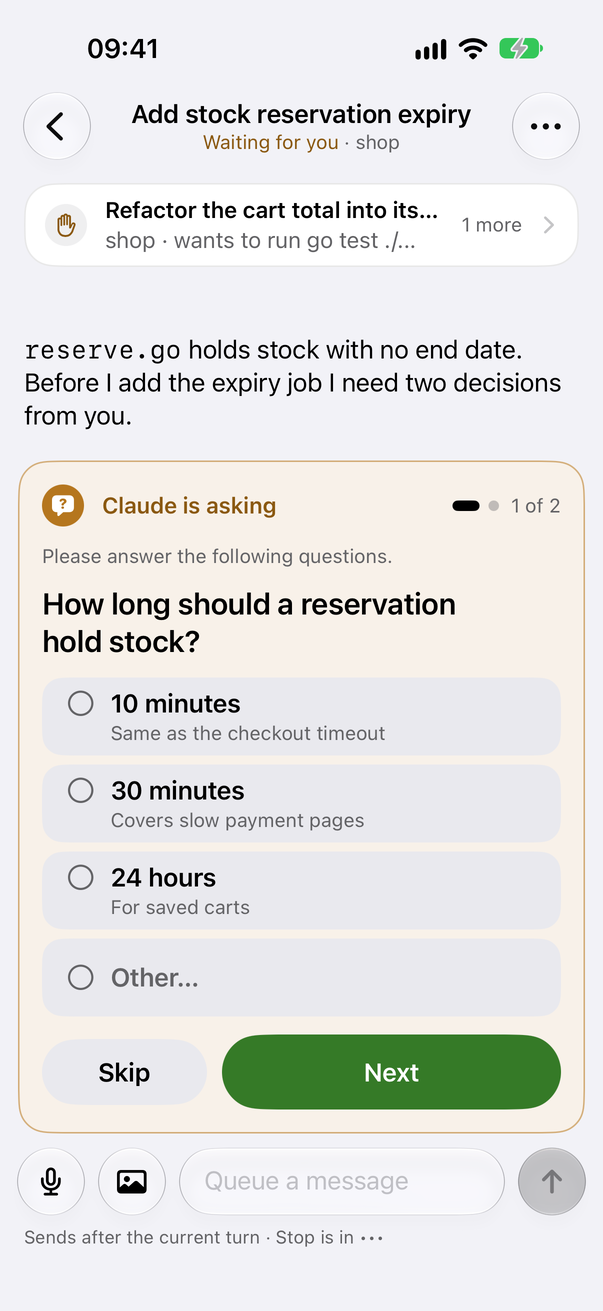 09:41
Add stock reservation expiry
Waiting for you · shop
Refactor the cart total into its...
shop · wants to run go test ./...
1 more
reserve.go holds stock with no end date.
Before I add the expiry job I need two decisions
from you.
Claude is asking
1 of 2
Please answer the following questions.
How long should a reservation
hold stock?
10 minutes
Same as the checkout timeout
30 minutes
Covers slow payment pages
24 hours
For saved carts
Other...
Skip
Next
Queue a message
Sends after the current turn · Stop is in •••